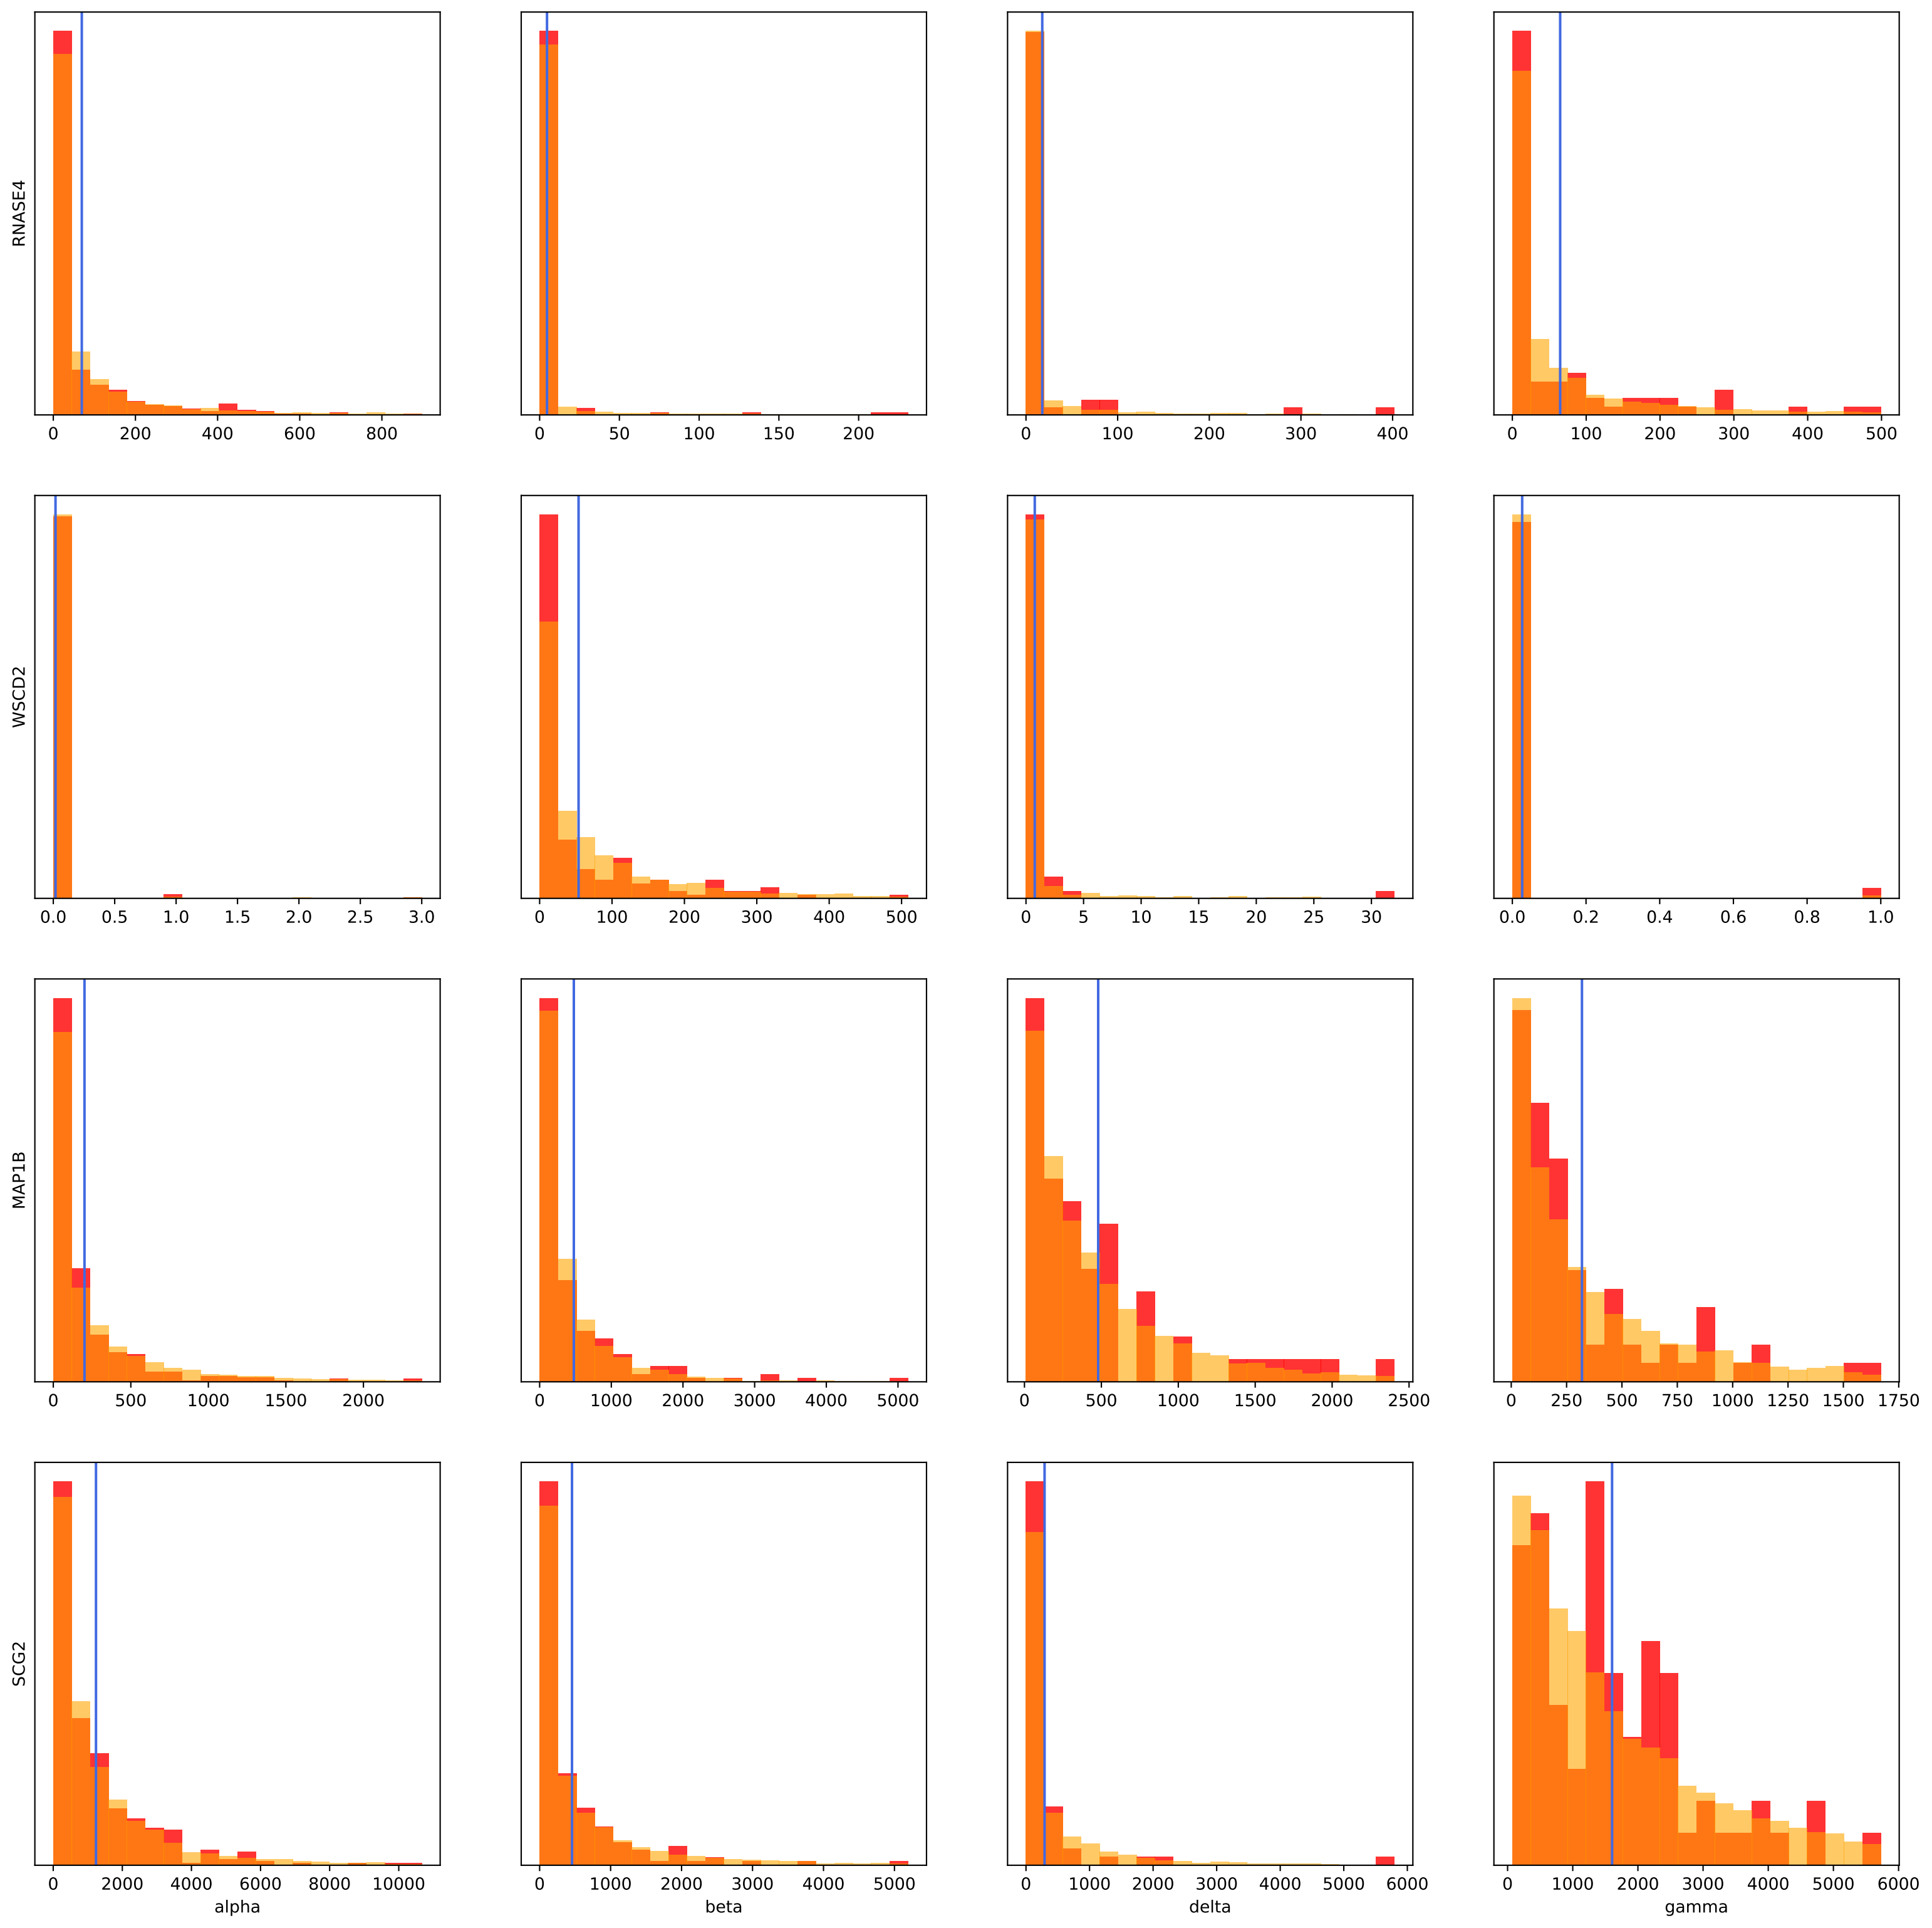 RNASE4
0 200 400 600 800
0 50 100 150 200
0 100 200 300 400
0 100 200 300 400 500
WSCD2
0.0 0.5 1.0 1.5 2.0 2.5 3.0
0 100 200 300 400 500
0 5 10 15 20 25 30
0.0 0.2 0.4 0.6 0.8 1.0
MAP1B
0 500 1000 1500 2000
0 1000 2000 3000 4000 5000
0 500 1000 1500 2000 2500
0 250 500 750 1000 1250 1500 1750
SCG2
0 2000 4000 6000 8000 10000
0 1000 2000 3000 4000 5000
0 1000 2000 3000 4000 5000 6000
0 1000 2000 3000 4000 5000 6000
alpha
beta
delta
gamma